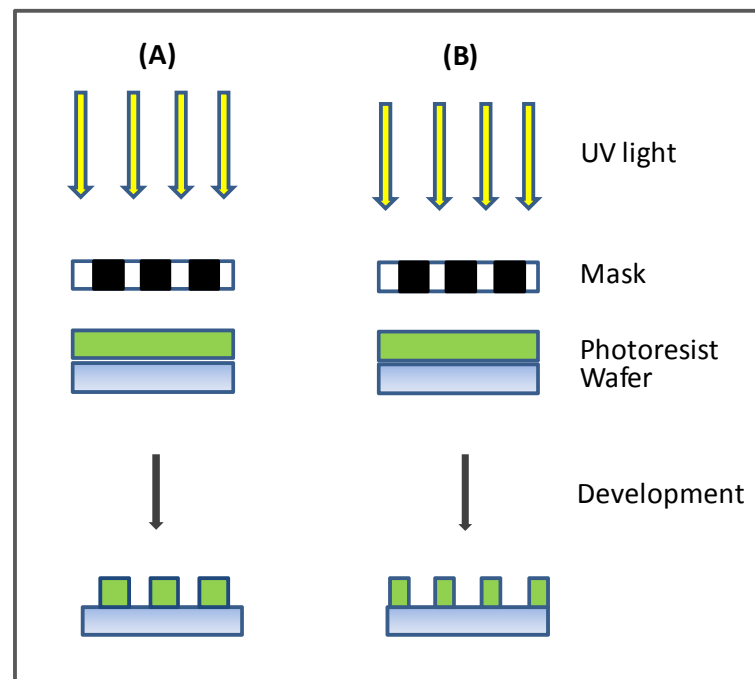 (A)
(B)
UV light
Mask
Photoresist
Wafer
Development